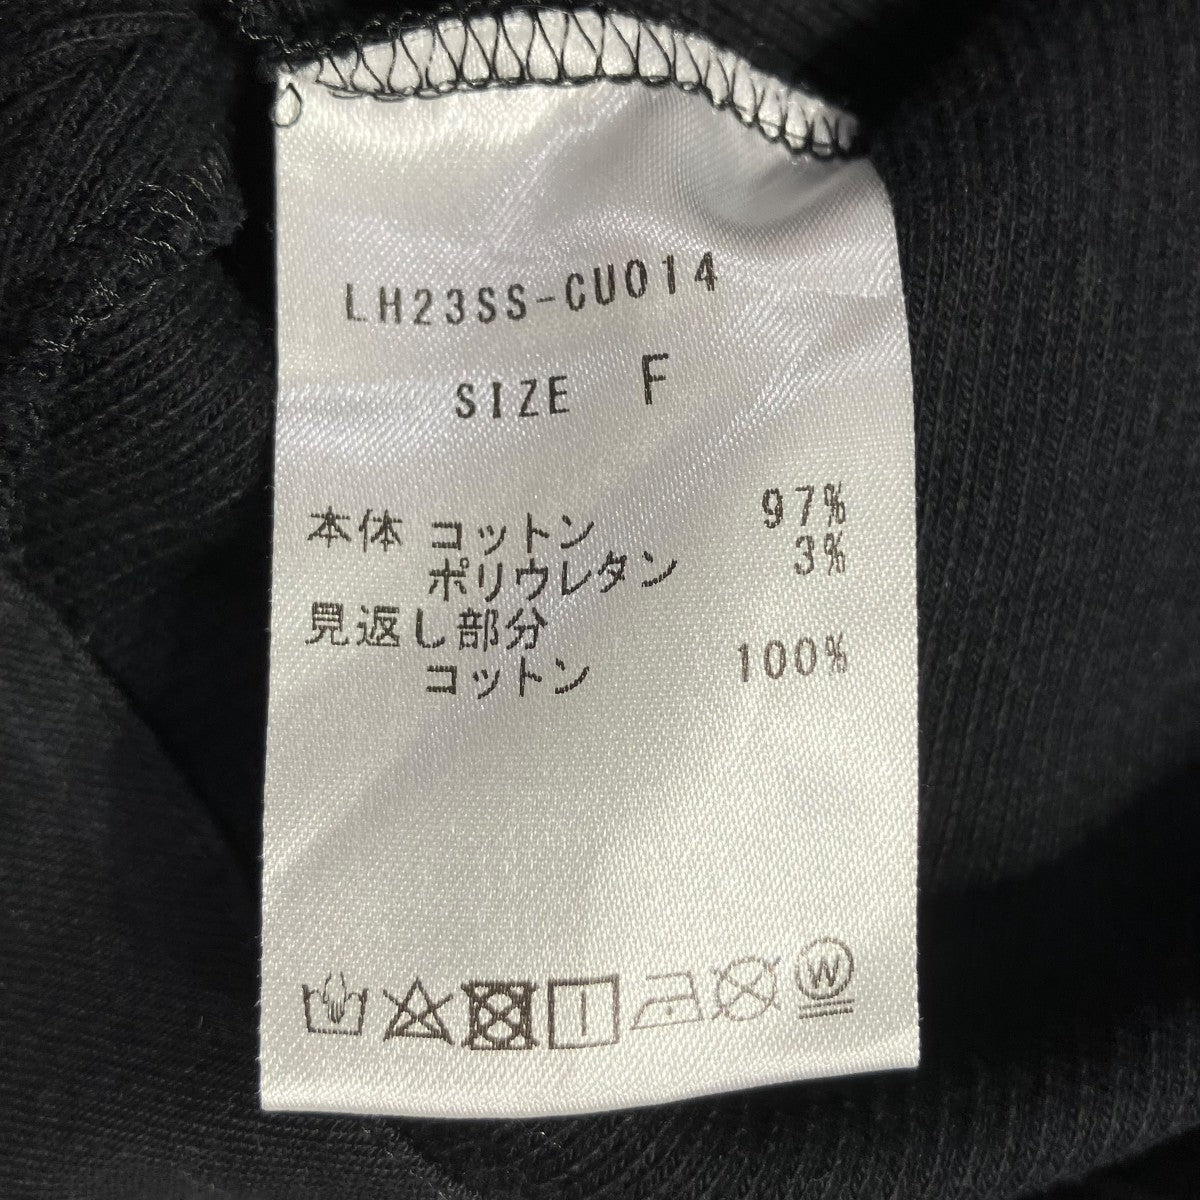 LH23SS-CU014
SIZE F
本体 コットン 97%
ポリウレタン 3%
見返し部分
コットン 100%
W